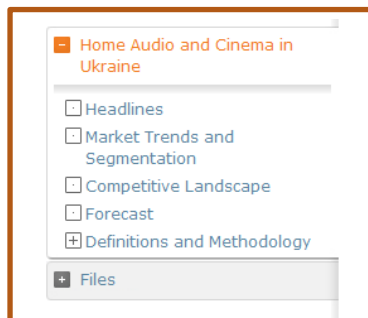 Home Audio and Cinema in
Ukraine
Headlines
Market Trends and
Segmentation
Competitive Landscape
Forecast
Definitions and Methodology
Files